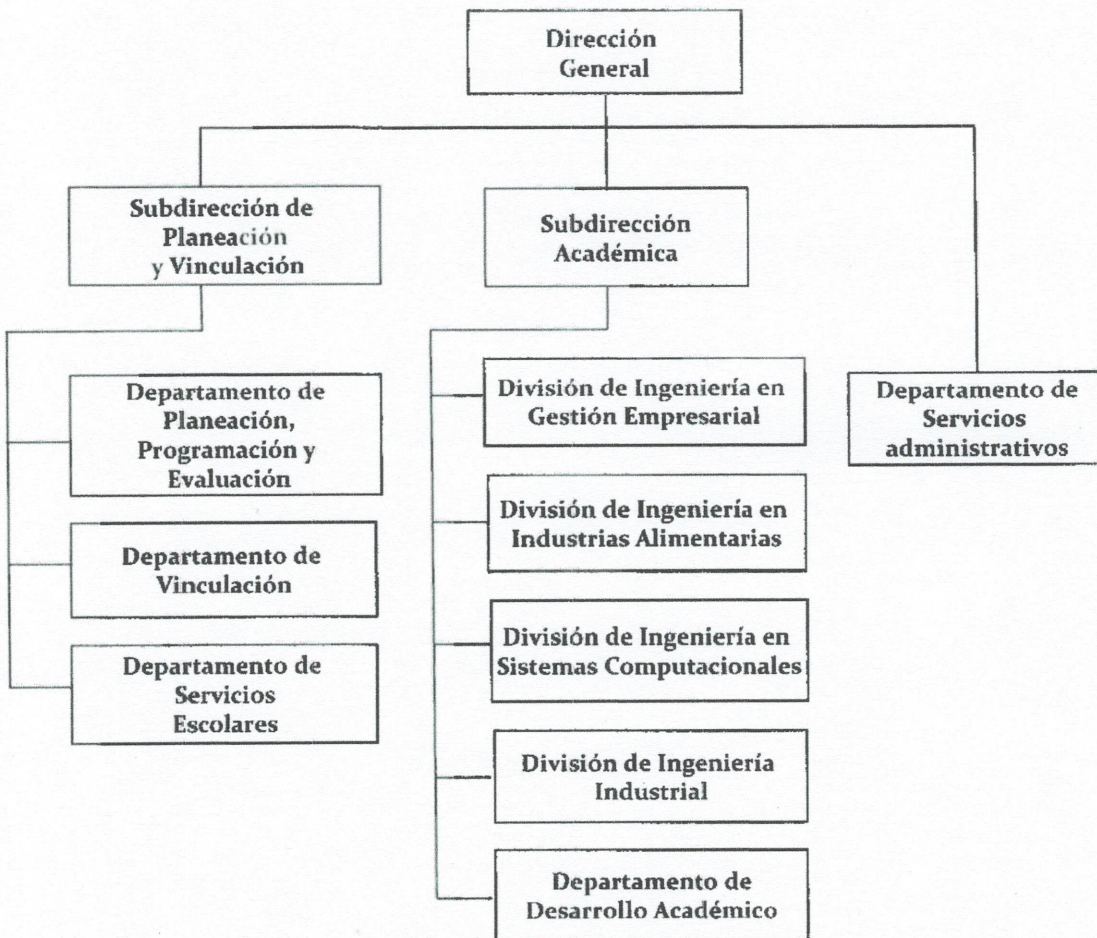 Dirección
General
Subdirección de
Planeación
y Vinculación
Subdirección
Académica
Departamento de
Planeación,
Programación y
Evaluación
Departamento de
Vinculación
Departamento de
Servicios
Escolares
División de Ingeniería en
Gestión Empresarial
División de Ingeniería en
Industrias Alimentarias
División de Ingeniería en
Sistemas Computacionales
División de Ingeniería
Industrial
Departamento de
Desarrollo Académico
Departamento de
Servicios
administrativos